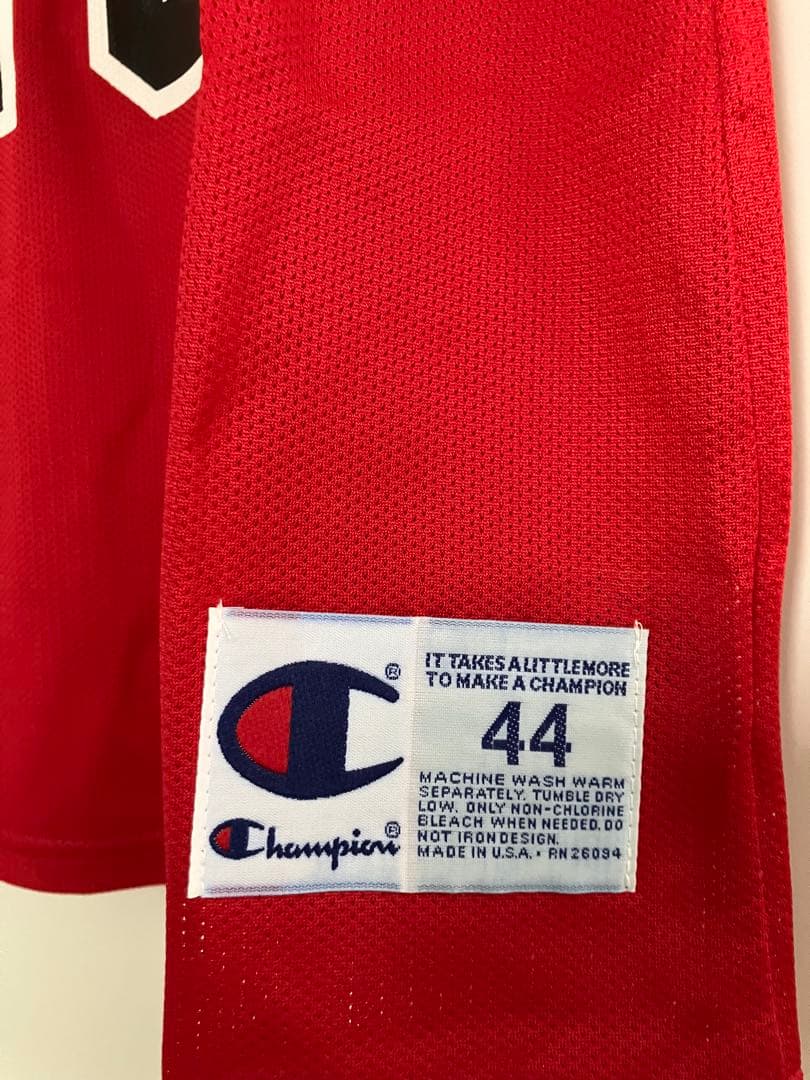 ®
Champion®
IT TAKES A LITTLE MORE
TO MAKE A CHAMPION
44
MACHINE WASH WARM
SEPARATELY. TUMBLE DRY
LOW. ONLY NON-CHLORINE
BLEACH WHEN NEEDED. DO
NOT IRON DESIGN.
MADE IN U.S.A. • RN 26094